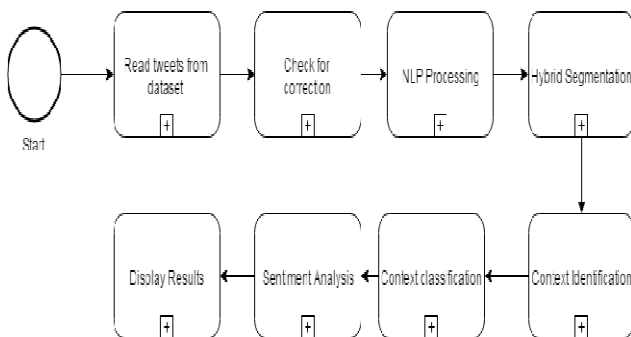 Read tweets from
dataset
Check for
correction
NLP Processing
Hybrid Segmentation
Start
Display Results
Sentiment Analysis
Context classification
Context Identification